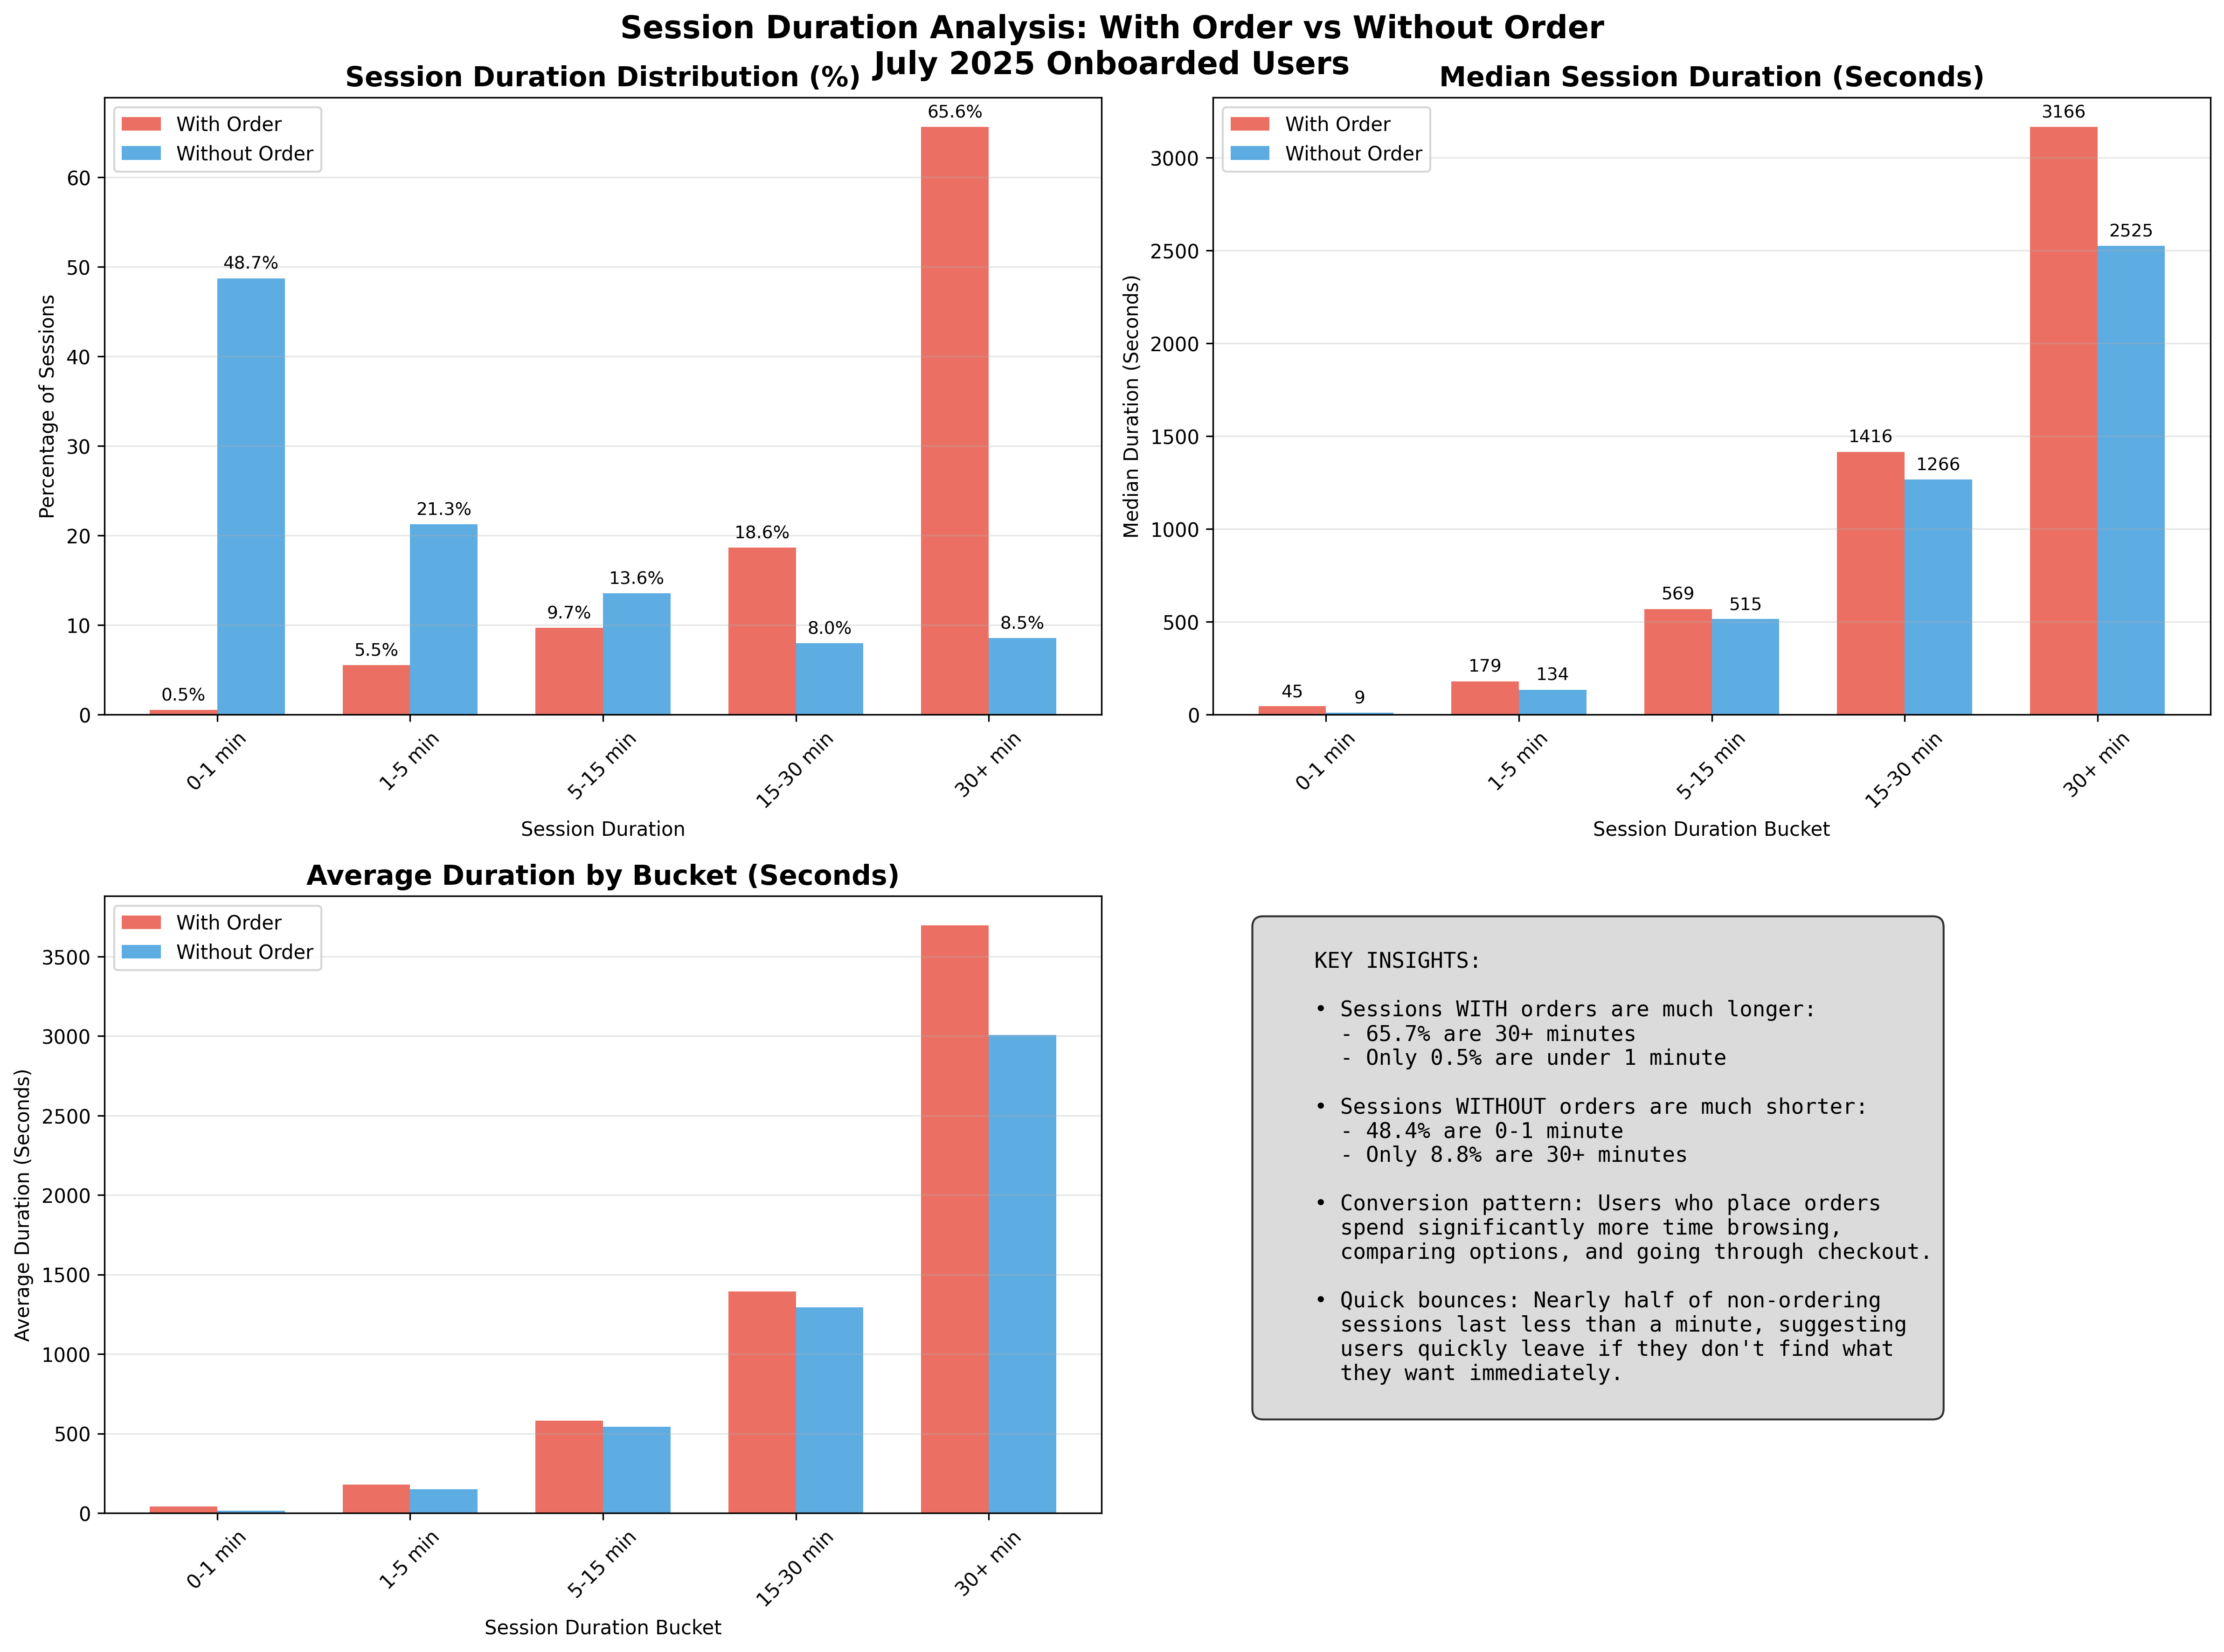 Session Duration Analysis: With Order vs Without Order
July 2025 Onboarded Users
Session Duration Distribution (%)
With Order
Without Order
Percentage of Sessions
60
50
40
30
20
10
0
0.5%
48.7%
5.5%
21.3%
9.7%
13.6%
18.6%
8.0%
65.6%
8.5%
0-1 min
1-5 min
5-15 min
15-30 min
30+ min
Session Duration
Median Session Duration (Seconds)
With Order
Without Order
Median Duration (Seconds)
3000
2500
2000
1500
1000
500
0
45
9
179
134
569
515
1416
1266
3166
2525
0-1 min
1-5 min
5-15 min
15-30 min
30+ min
Session Duration Bucket
Average Duration by Bucket (Seconds)
With Order
Without Order
Average Duration (Seconds)
3500
3000
2500
2000
1500
1000
500
0
0-1 min
1-5 min
5-15 min
15-30 min
30+ min
Session Duration Bucket
KEY INSIGHTS:
• Sessions WITH orders are much longer:
- 65.7% are 30+ minutes
- Only 0.5% are under 1 minute
• Sessions WITHOUT orders are much shorter:
- 48.4% are 0-1 minute
- Only 8.8% are 30+ minutes
• Conversion pattern: Users who place orders
spend significantly more time browsing,
comparing options, and going through checkout.
• Quick bounces: Nearly half of non-ordering
sessions last less than a minute, suggesting
users quickly leave if they don't find what
they want immediately.